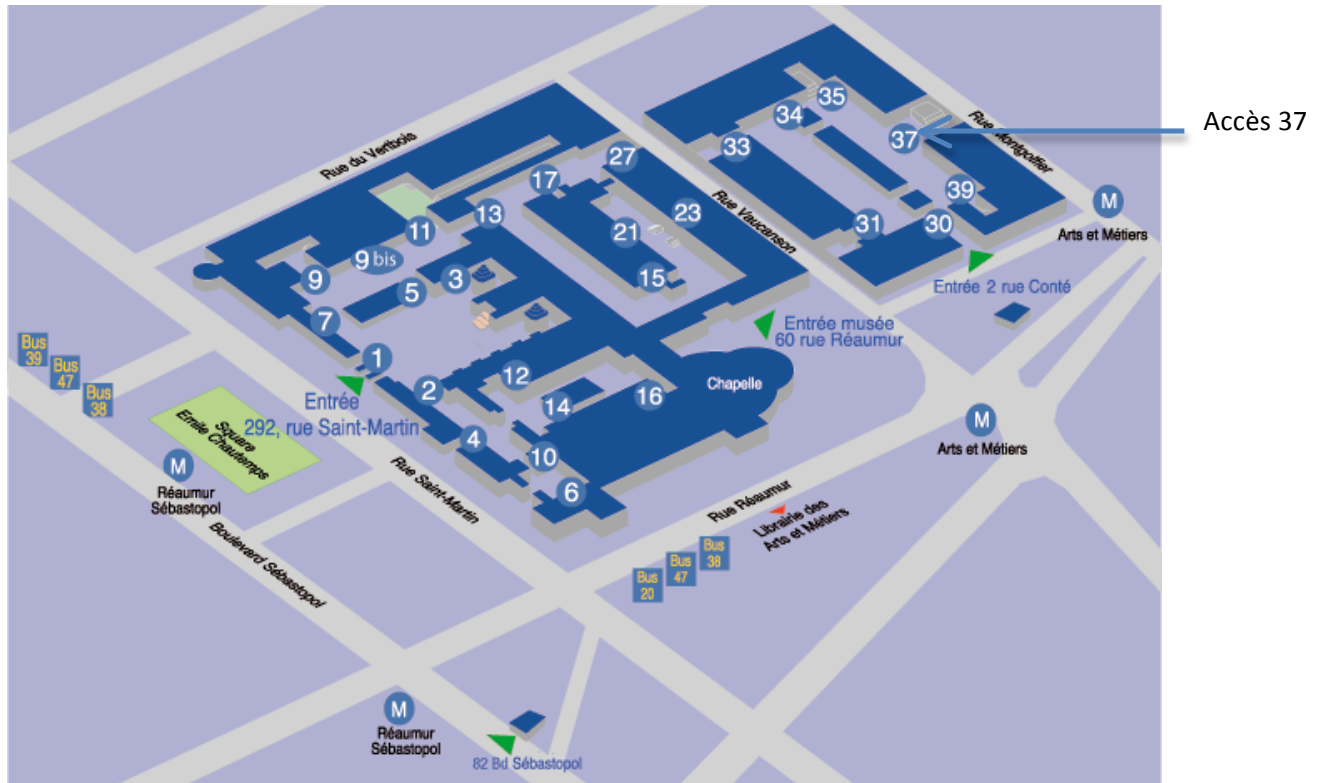 Rue du Vertbois
Rue Montgolfier
Accès 37
35
34
37
33
27
17
13
11
9 bis
9
5
3
7
1
2
21
23
15
Rue Vaucanson
31
30
39
M
Arts et Métiers
Entrée 2 rue Conté
Entrée musée
60 rue Réaumur
Chapelle
12
14
16
4
10
6
Bus
39
Bus
47
Bus
38
Entrée
292, rue Saint-Martin
Square
Emile Chautemps
M
Réaumur
Sébastopol
Boulevard Sébastopol
Rue Saint-Martin
Rue Réaumur
Librairie des
Arts et Métiers
M
Arts et Métiers
Bus
20
Bus
47
Bus
38
M
Réaumur
Sébastopol
82 Bd Sébastopol